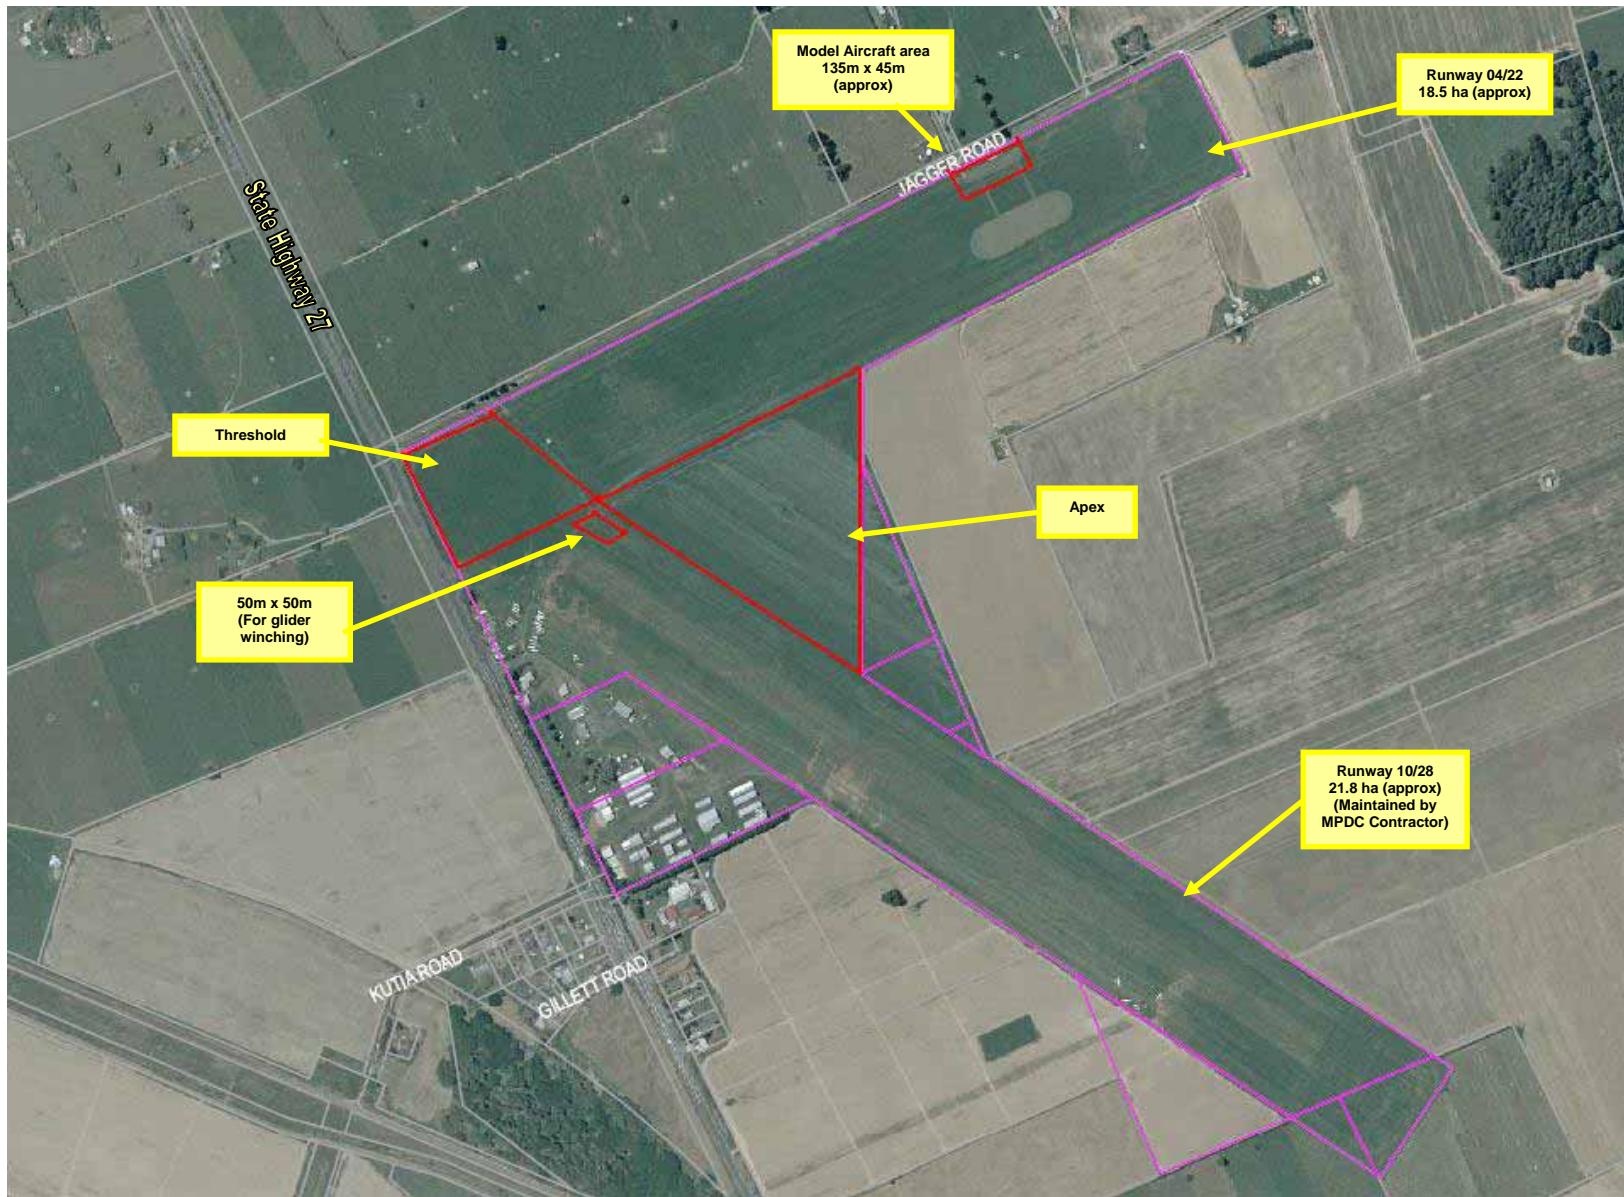 Model Aircraft area
135m x 45m
(approx)
Runway 04/22
18.5 ha (approx)
JAGGER ROAD
State Highway 27
Threshold
Apex
50m x 50m
(For glider
winching)
Runway 10/28
21.8 ha (approx)
(Maintained by
MPDC Contractor)
KUTIA ROAD
GILLETT ROAD